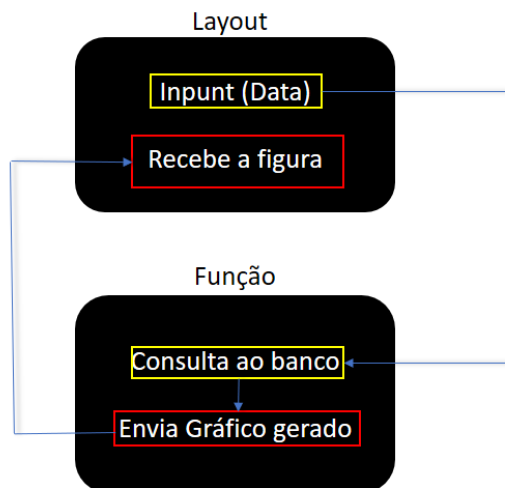 Layout
Inpunt (Data)
Recebe a figura
Função
Consulta ao banco
Envia Gráfico gerado